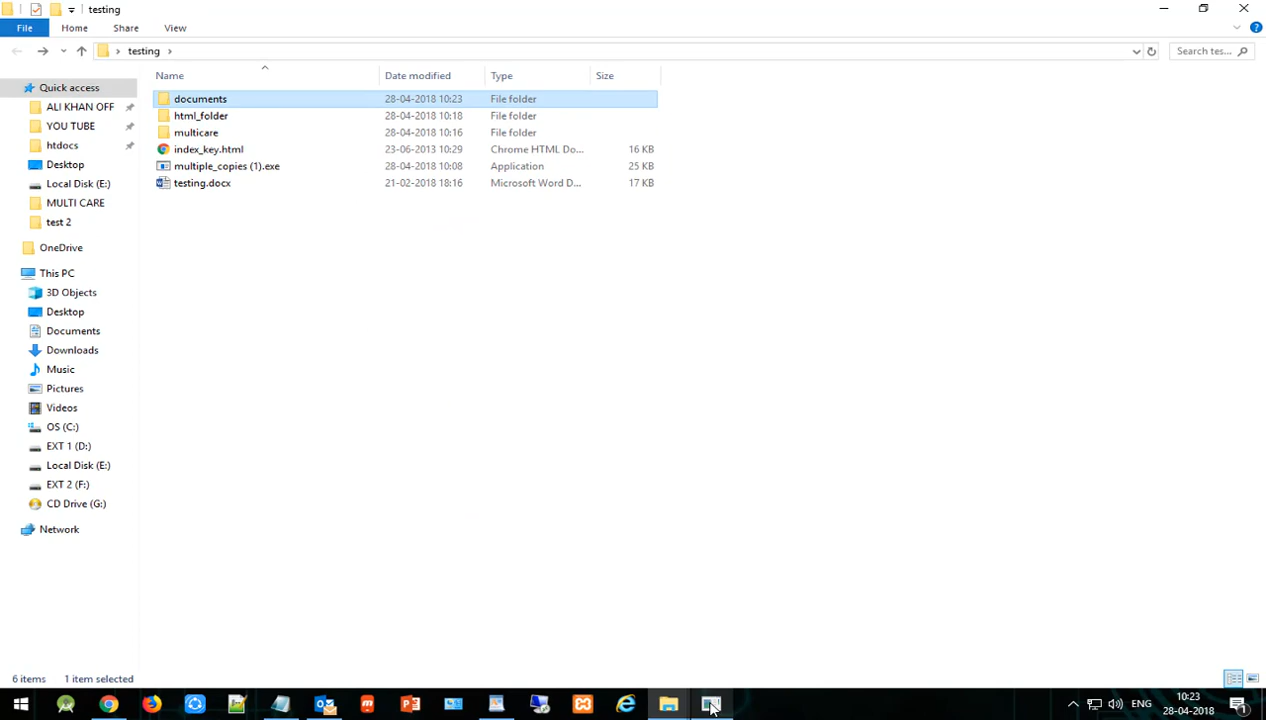 testing
File Home Share View
testing Search tes...
Name Date modified Type Size
Quick access
ALI KHAN OFF
YOU TUBE
htdocs
Desktop
Local Disk (E:)
MULTI CARE
test 2
OneDrive
This PC
3D Objects
Desktop
Documents
Downloads
Music
Pictures
Videos
OS (C:)
EXT 1 (D:)
Local Disk (E:)
EXT 2 (F:)
CD Drive (G:)
Network
documents 28-04-2018 10:23 File folder
html_folder 28-04-2018 10:18 File folder
multicare 28-04-2018 10:16 File folder
index_key.html 23-06-2013 10:29 Chrome HTML Do... 16 KB
multiple_copies (1).exe 28-04-2018 10:08 Application 25 KB
testing.docx 21-02-2018 18:16 Microsoft Word D... 17 KB
6 items 1 item selected
ENG 10:23
28-04-2018